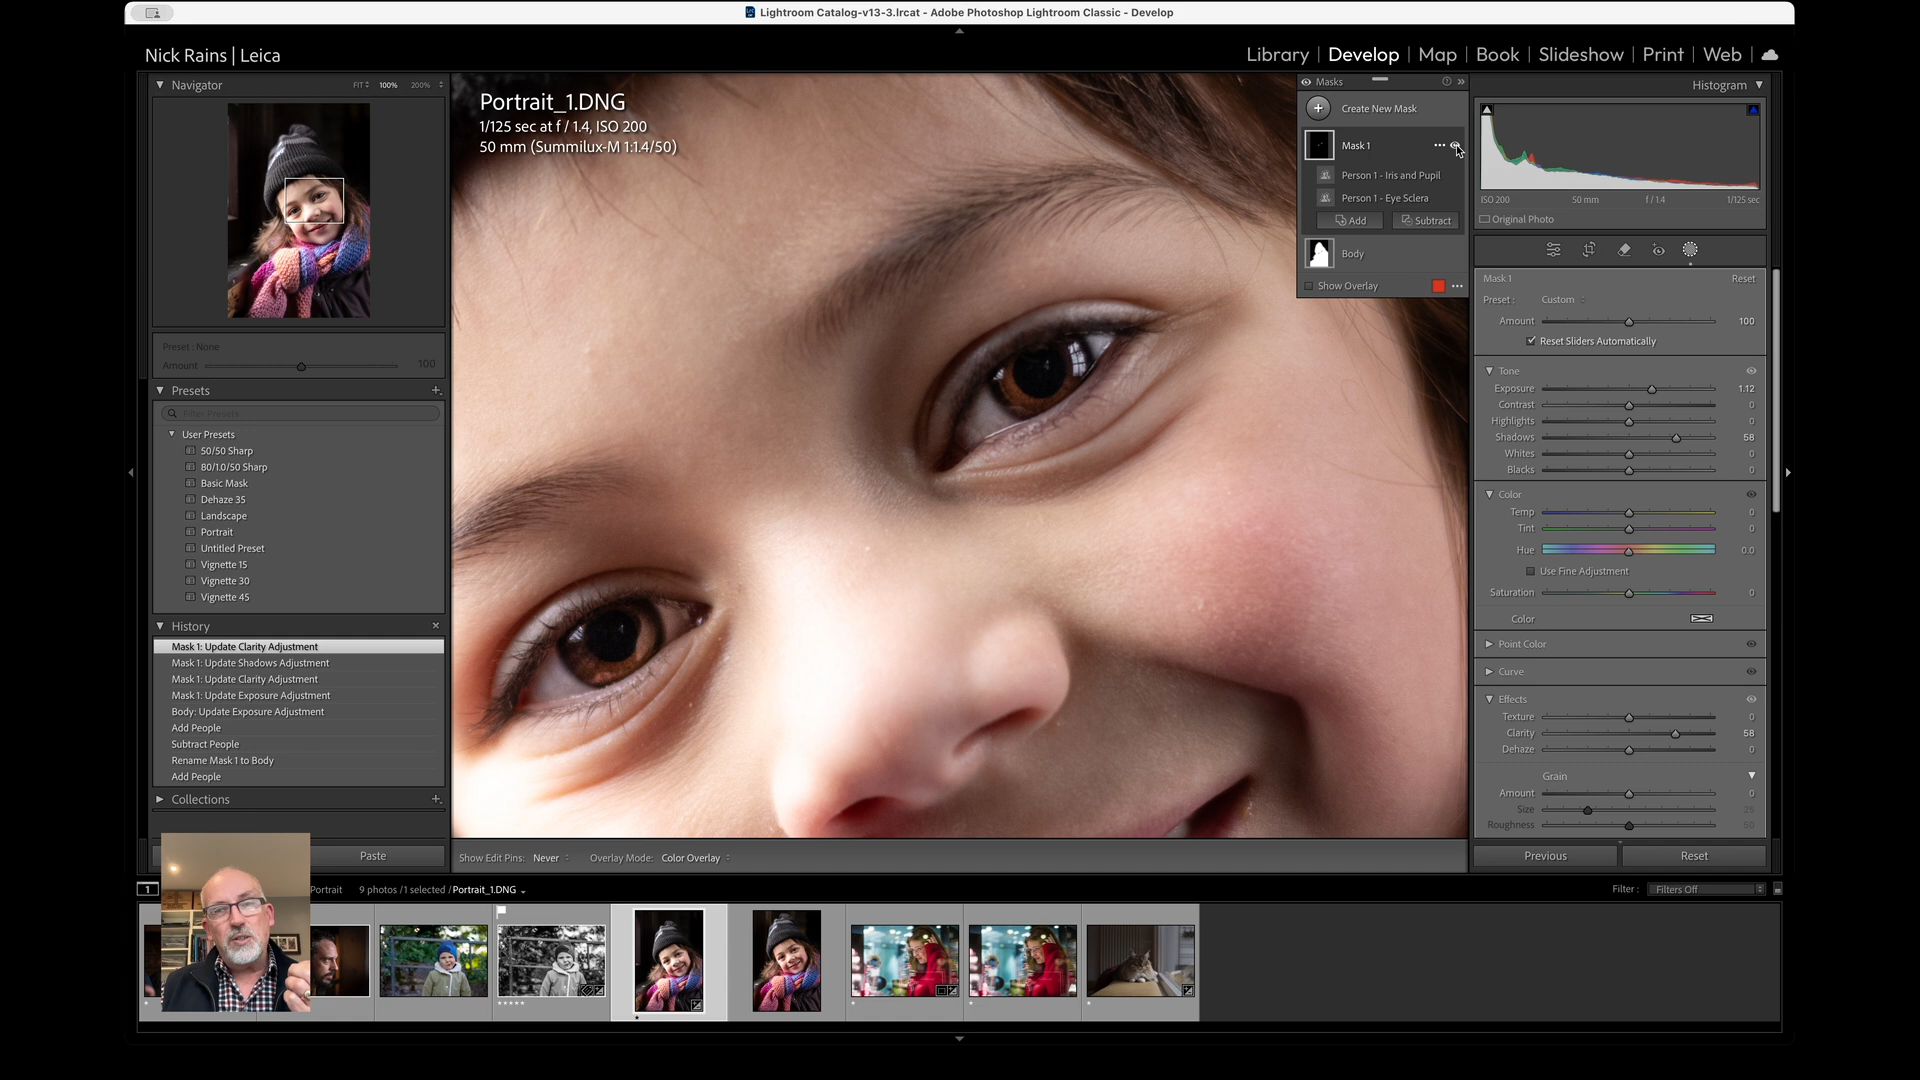 Lightroom Catalog-v13-3.lrcat - Adobe Photoshop Lightroom Classic - Develop
Nick Rains | Leica
Library | Develop | Map | Book | Slideshow | Print | Web
Navigator
FIT
100%
200%
Preset : None
Amount 100
Presets
Filter Presets
User Presets
50/50 Sharp
80/1.0/50 Sharp
Basic Mask
Dehaze 35
Landscape
Portrait
Untitled Preset
Vignette 15
Vignette 30
Vignette 45
History
Mask 1: Update Clarity Adjustment
Mask 1: Update Shadows Adjustment
Mask 1: Update Clarity Adjustment
Mask 1: Update Exposure Adjustment
Body: Update Exposure Adjustment
Add People
Subtract People
Rename Mask 1 to Body
Add People
Collections
Paste
Portrait_1.DNG
1/125 sec at f / 1.4, ISO 200
50 mm (Summilux-M 1:1.4/50)
Masks
Create New Mask
Mask 1
Person 1 - Iris and Pupil
Person 1 - Eye Sclera
Add
Subtract
Body
Show Overlay
Show Edit Pins: Never
Overlay Mode: Color Overlay
Histogram
ISO 200
50 mm
f / 1.4
1/125 sec
Original Photo
Mask 1
Reset
Preset : Custom
Amount 100
Reset Sliders Automatically
Tone
Exposure 1.12
Contrast 0
Highlights 0
Shadows 58
Whites 0
Blacks 0
Color
Temp 0
Tint 0
Hue 0.0
Use Fine Adjustment
Saturation 0
Color
Point Color
Curve
Effects
Texture 0
Clarity 58
Dehaze 0
Grain
Amount 0
Size 25
Roughness 50
Previous
Reset
1
Portrait
9 photos /1 selected /Portrait_1.DNG
Filter :
Filters Off